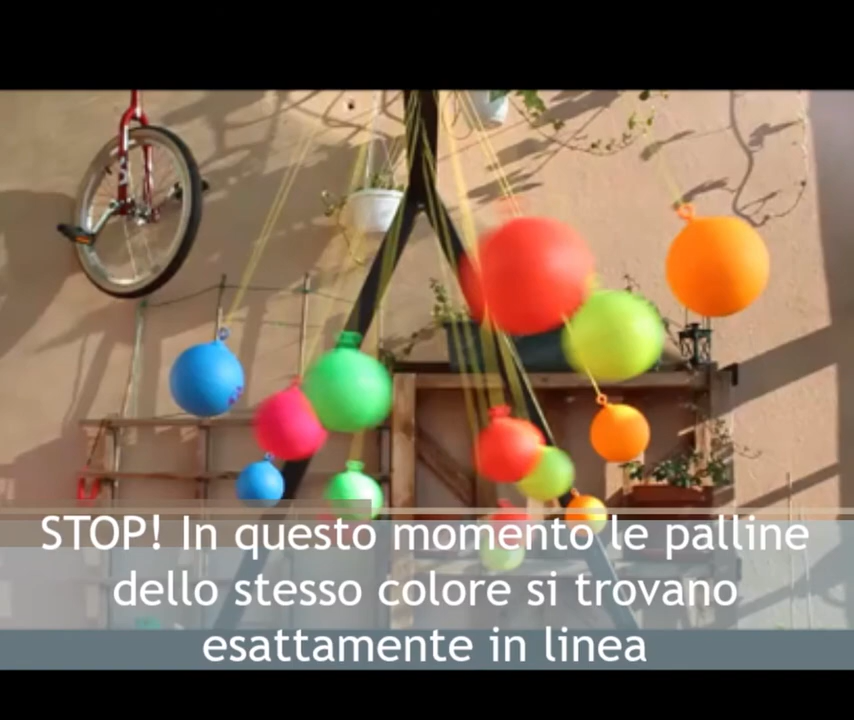 STOP! In questo momento le palline
dello stesso colore si trovano
esattamente in linea